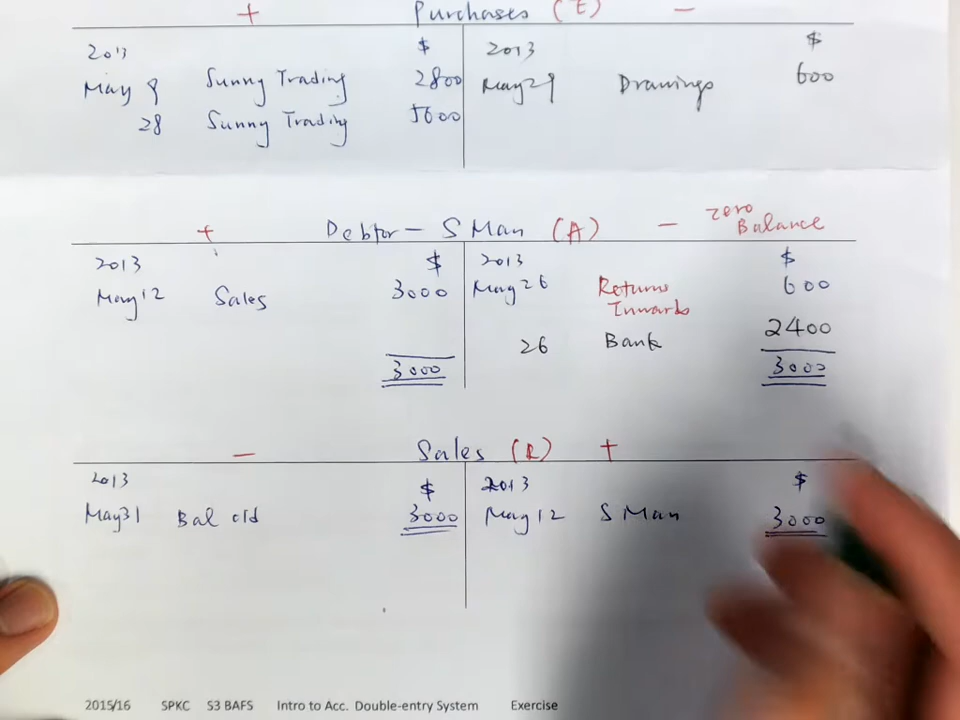 + Purchases (E) −
2013 $ 2013 $
May 9 Sunny Trading 2800 May 29 Drawings 600
28 Sunny Trading 5600
+ Debtor – S Man (A) − zero Balance
2013 $ 2013 $
May 12 Sales 3000 May 26 Returns Inwards 600
26 Bank 2400
3000 3000
− Sales (R) +
2013 $ 2013 $
May 31 Bal c/d 3000 May 12 S Man 3000
2015/16 SPKC S3 BAFS Intro to Acc. Double-entry System Exercise